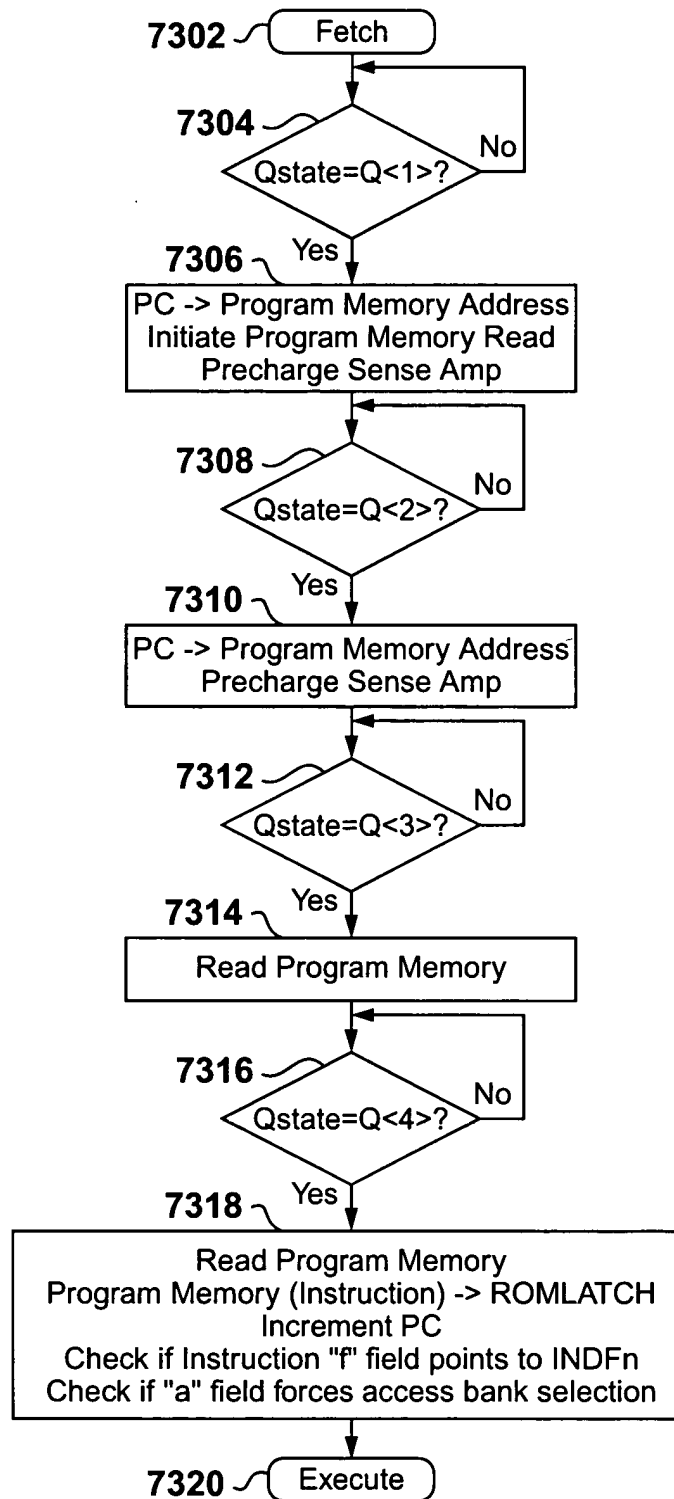 7302 Fetch
7304
Qstate=Q<1>?
No
Yes
7306
PC -> Program Memory Address
Initiate Program Memory Read
Precharge Sense Amp
7308
Qstate=Q<2>?
No
Yes
7310
PC -> Program Memory Address
Precharge Sense Amp
7312
Qstate=Q<3>?
No
Yes
7314
Read Program Memory
7316
Qstate=Q<4>?
No
Yes
7318
Read Program Memory
Program Memory (Instruction) -> ROMLATCH
Increment PC
Check if Instruction "f" field points to INDFn
Check if "a" field forces access bank selection
7320 Execute